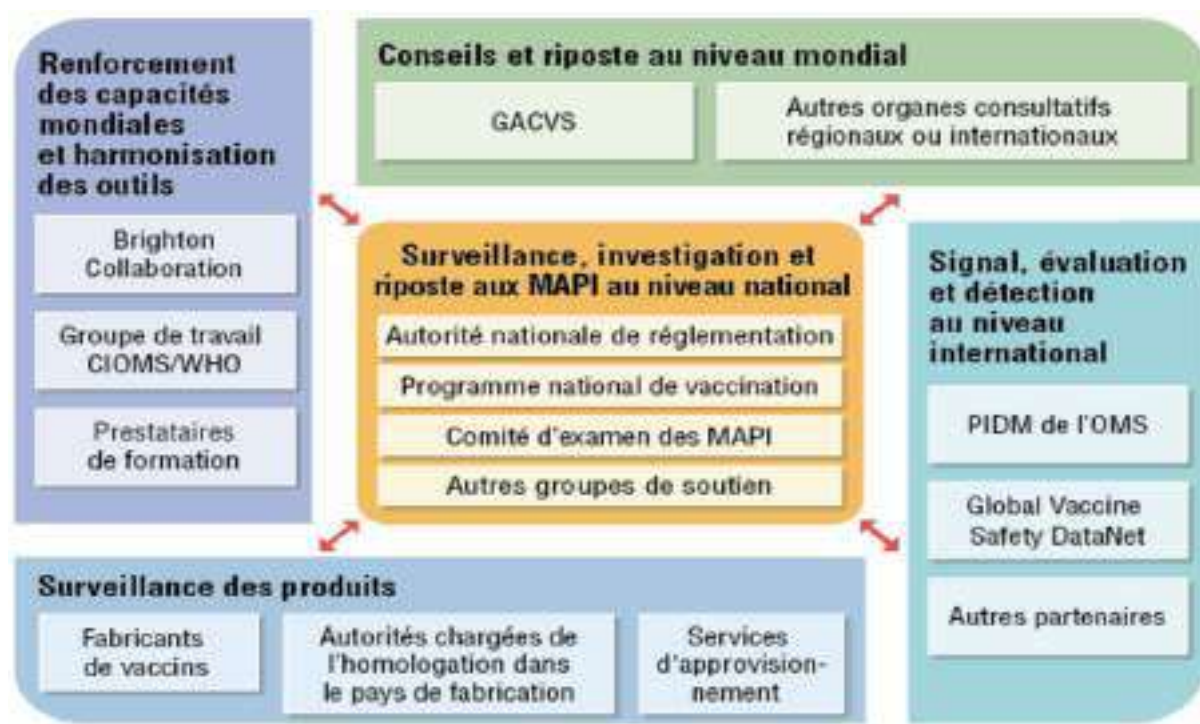 Renforcement
des capacités
mondiales
et harmonisation
des outils
Brighton
Collaboration
Groupe de travail
CIOMS/WHO
Prestataires
de formation
Conseils et riposte au niveau mondial
GACVS
Autres organes consultatifs
régionaux ou internationaux
Surveillance, investigation et
riposte aux MAPI au niveau national
Autorité nationale de réglementation
Programme national de vaccination
Comité d'examen des MAPI
Autres groupes de soutien
Signal, évaluation
et détection
au niveau
international
PIDM de l'OMS
Global Vaccine
Safety DataNet
Autres partenaires
Surveillance des produits
Fabricants
de vaccins
Autorités chargées de
l'homologation dans
le pays de fabrication
Services
d'approvision-
nement